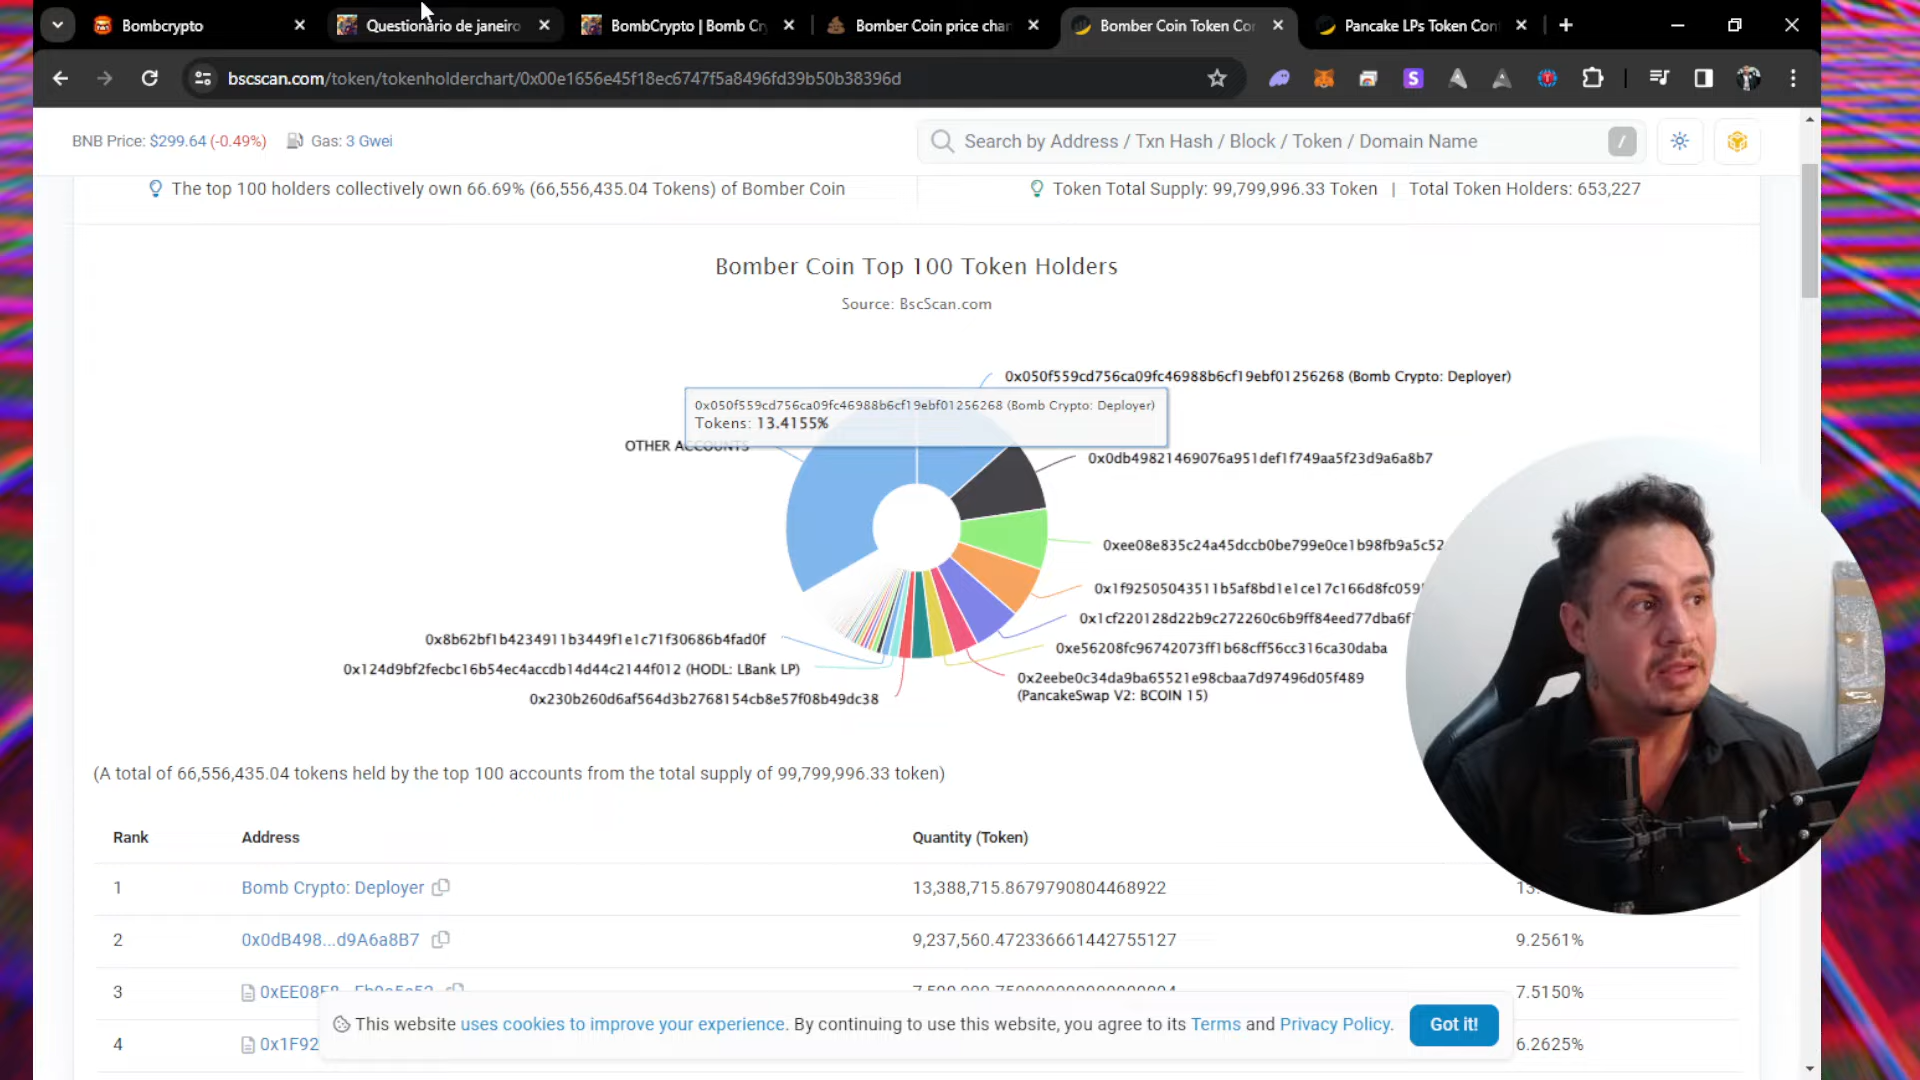 Bombcrypto
Questionário de janeiro
BombCrypto | Bomb Cr
Bomber Coin price char
Bomber Coin Token Co
Pancake LPs Token Con
bscscan.com/token/tokenholderchart/0x00e1656e45f18ec6747f5a8496fd39b50b38396d
BNB Price: $299.64 (-0.49%)
Gas: 3 Gwei
Search by Address / Txn Hash / Block / Token / Domain Name
/
The top 100 holders collectively own 66.69% (66,556,435.04 Tokens) of Bomber Coin
Token Total Supply: 99,799,996.33 Token | Total Token Holders: 653,227
Bomber Coin Top 100 Token Holders
Source: BscScan.com
0x050f559cd756ca09fc46988b6cf19ebf01256268 (Bomb Crypto: Deployer)
0x050f559cd756ca09fc46988b6cf19ebf01256268 (Bomb Crypto: Deployer)
Tokens: 13.4155%
OTHER ACCOUNTS
0x0db49821469076a951def1f749aa5f23d9a6a8b7
0xee08e835c24a45dccb0be799e0ce1b98fb9a5c52
0x1f92505043511b5af8bd1e1ce17c166d8fc059
0x1cf220128d22b9c272260c6b9ff84eed77dba6f
0xe56208fc96742073ff1b68cff56cc316ca30daba
0x2eebe0c34da9ba65521e98cbaa7d97496d05f489
(PancakeSwap V2: BCOIN 15)
0x8b62bf1b4234911b3449f1e1c71f30686b4fad0f
0x124d9bf2fecbc16b54ec4accdb14d44c2144f012 (HODL: LBank LP)
0x230b260d6af564d3b2768154cb8e57f08b49dc38
(A total of 66,556,435.04 tokens held by the top 100 accounts from the total supply of 99,799,996.33 token)
Rank Address Quantity (Token)
1 Bomb Crypto: Deployer 13,388,715.8679790804468922 13.
2 0x0dB498...d9A6a8B7 9,237,560.472336661442755127 9.2561%
3 7.5150%
4 0x1F92 6.2625%
This website uses cookies to improve your experience. By continuing to use this website, you agree to its Terms and Privacy Policy.
Got it!